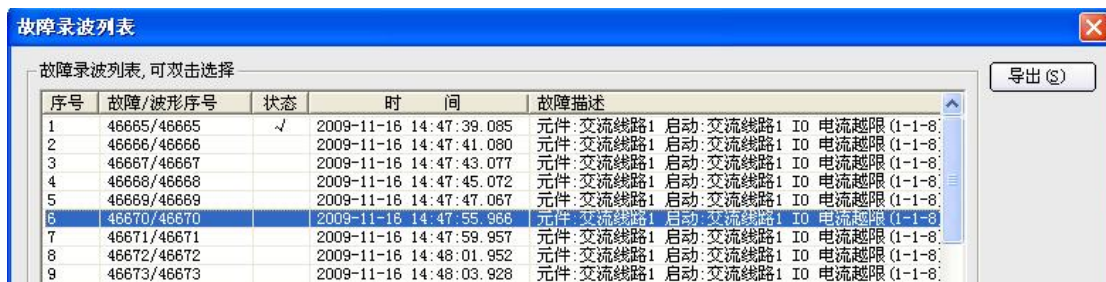 故障录波列表
故障录波列表,可双击选择
导出(S)
序号 故障/波形序号 状态 时 间 故障描述
1 46665/46665 √ 2009-11-16 14:47:39.085 元件:交流线路1 启动:交流线路1 I0 电流越限(1-1-8
2 46666/46666 2009-11-16 14:47:41.080 元件:交流线路1 启动:交流线路1 I0 电流越限(1-1-8
3 46667/46667 2009-11-16 14:47:43.077 元件:交流线路1 启动:交流线路1 I0 电流越限(1-1-8
4 46668/46668 2009-11-16 14:47:45.072 元件:交流线路1 启动:交流线路1 I0 电流越限(1-1-8
5 46669/46669 2009-11-16 14:47:47.067 元件:交流线路1 启动:交流线路1 I0 电流越限(1-1-8
6 46670/46670 2009-11-16 14:47:55.966 元件:交流线路1 启动:交流线路1 I0 电流越限(1-1-8
7 46671/46671 2009-11-16 14:47:59.957 元件:交流线路1 启动:交流线路1 I0 电流越限(1-1-8
8 46672/46672 2009-11-16 14:48:01.952 元件:交流线路1 启动:交流线路1 I0 电流越限(1-1-8
9 46673/46673 2009-11-16 14:48:03.928 元件:交流线路1 启动:交流线路1 I0 电流越限(1-1-8